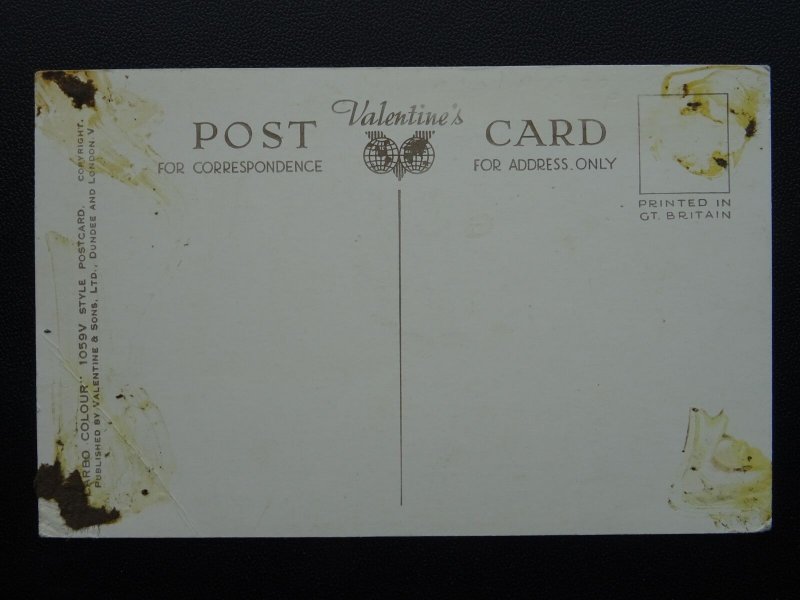 Valentine's
POST CARD
FOR CORRESPONDENCE
FOR ADDRESS ONLY
PRINTED IN
GT. BRITAIN
ARBO COLOUR" 1059V STYLE POSTCARD. COPYRIGHT.
PUBLISHED BY VALENTINE & SONS, LTD., DUNDEE AND LONDON V